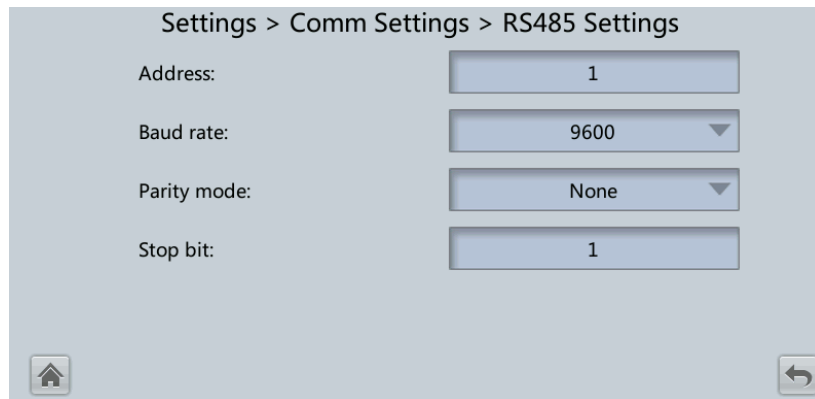 Settings > Comm Settings > RS485 Settings
Address: 1
Baud rate: 9600
Parity mode: None
Stop bit: 1